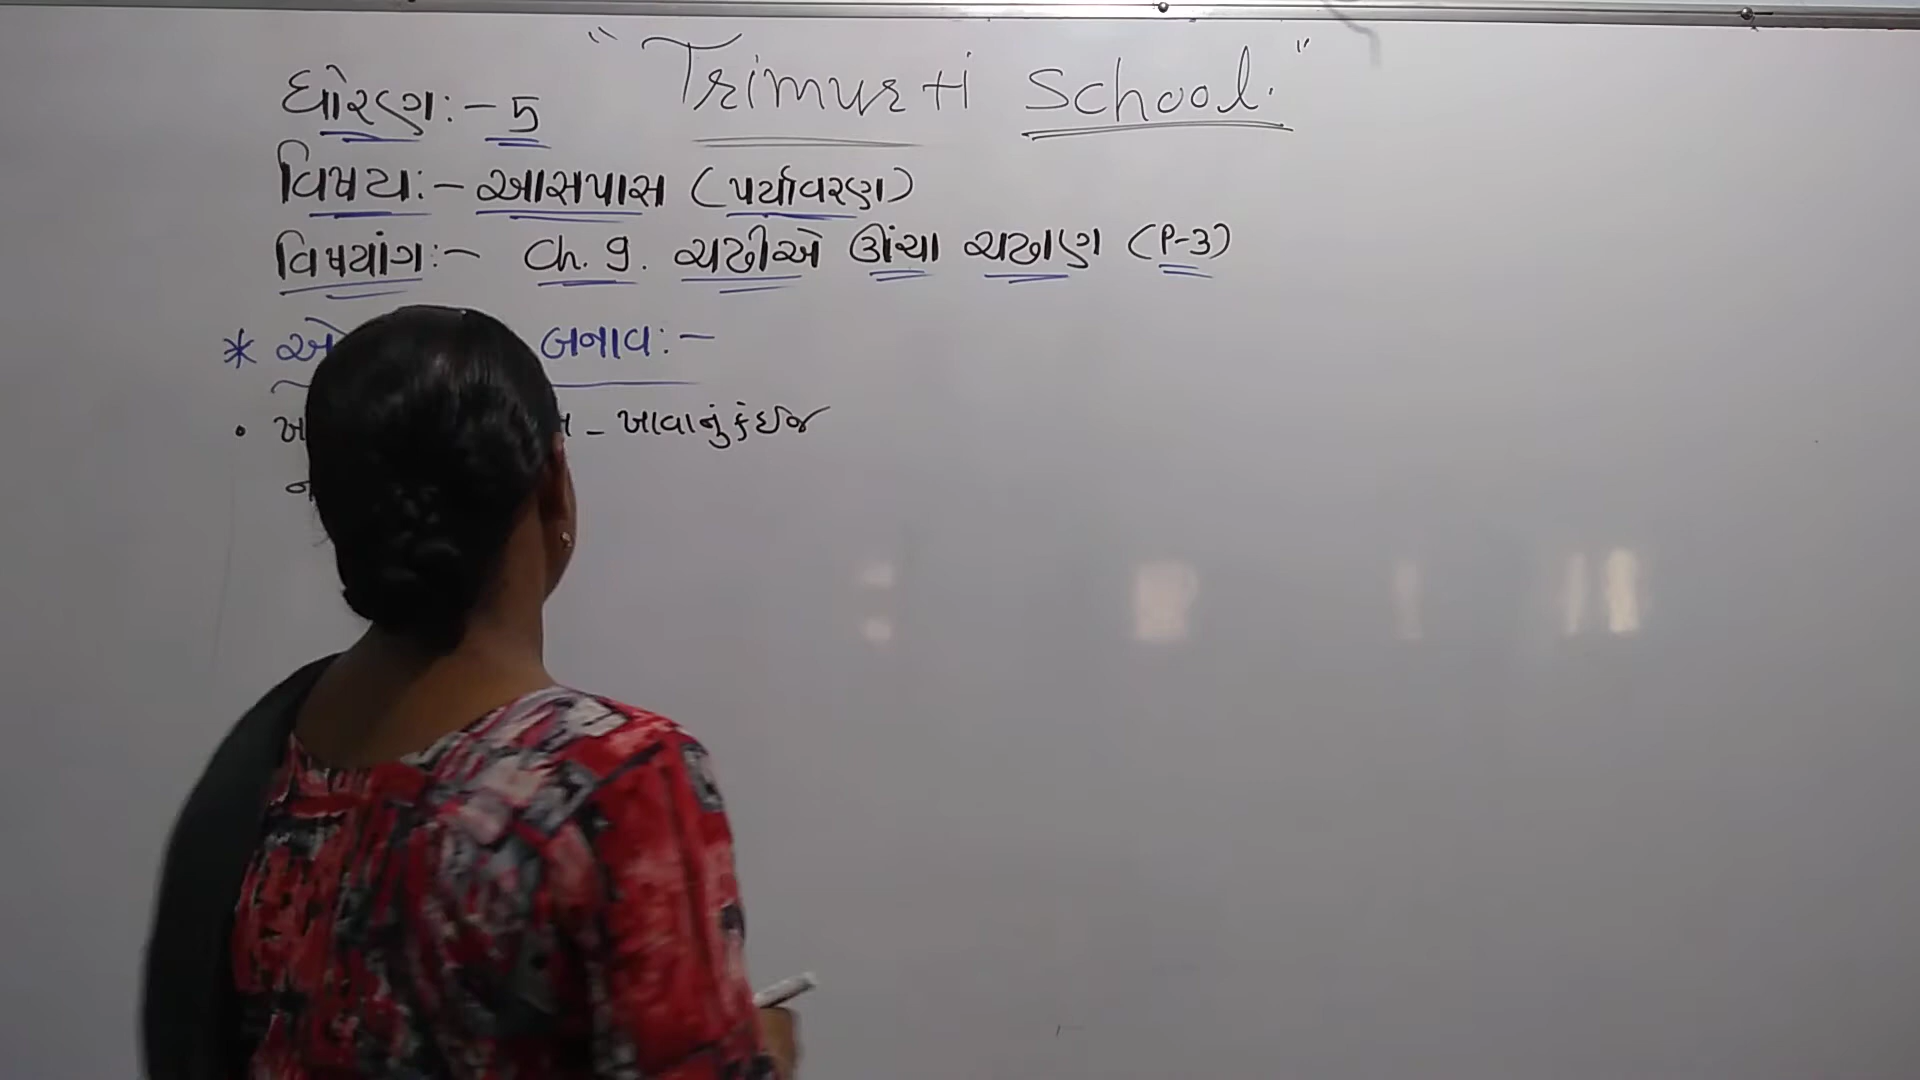 " Trimurti School. "
ધોરણ:- 5
વિષય:- આસપાસ (પર્યાવરણ)
વિષયાંગ:- Ch. 9. ચઢીએ ઊંચા ચઢાણ (P-3)
* બનાવ:-
• - ખાવાનું કંઈજ